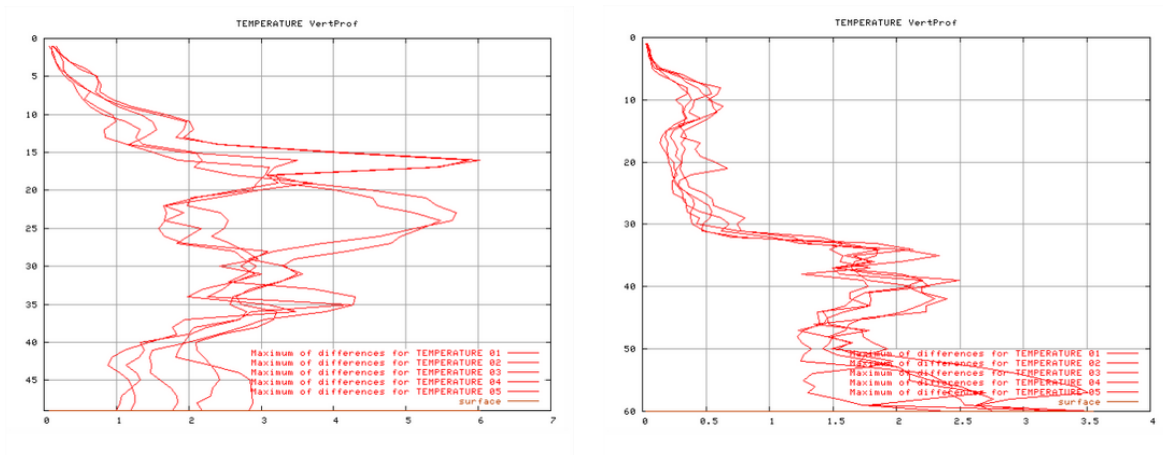 TEMPERATURE VertProf
0
5
10
15
20
25
30
35
40
45
0 1 2 3 4 5 6 7
Maximum of differences for TEMPERATURE 01
Maximum of differences for TEMPERATURE 02
Maximum of differences for TEMPERATURE 03
Maximum of differences for TEMPERATURE 04
Maximum of differences for TEMPERATURE 05
surface
TEMPERATURE VertProf
0
10
20
30
40
50
60
0 0.5 1 1.5 2 2.5 3 3.5 4
Maximum of differences for TEMPERATURE 01
Maximum of differences for TEMPERATURE 02
Maximum of differences for TEMPERATURE 03
Maximum of differences for TEMPERATURE 04
Maximum of differences for TEMPERATURE 05
surface